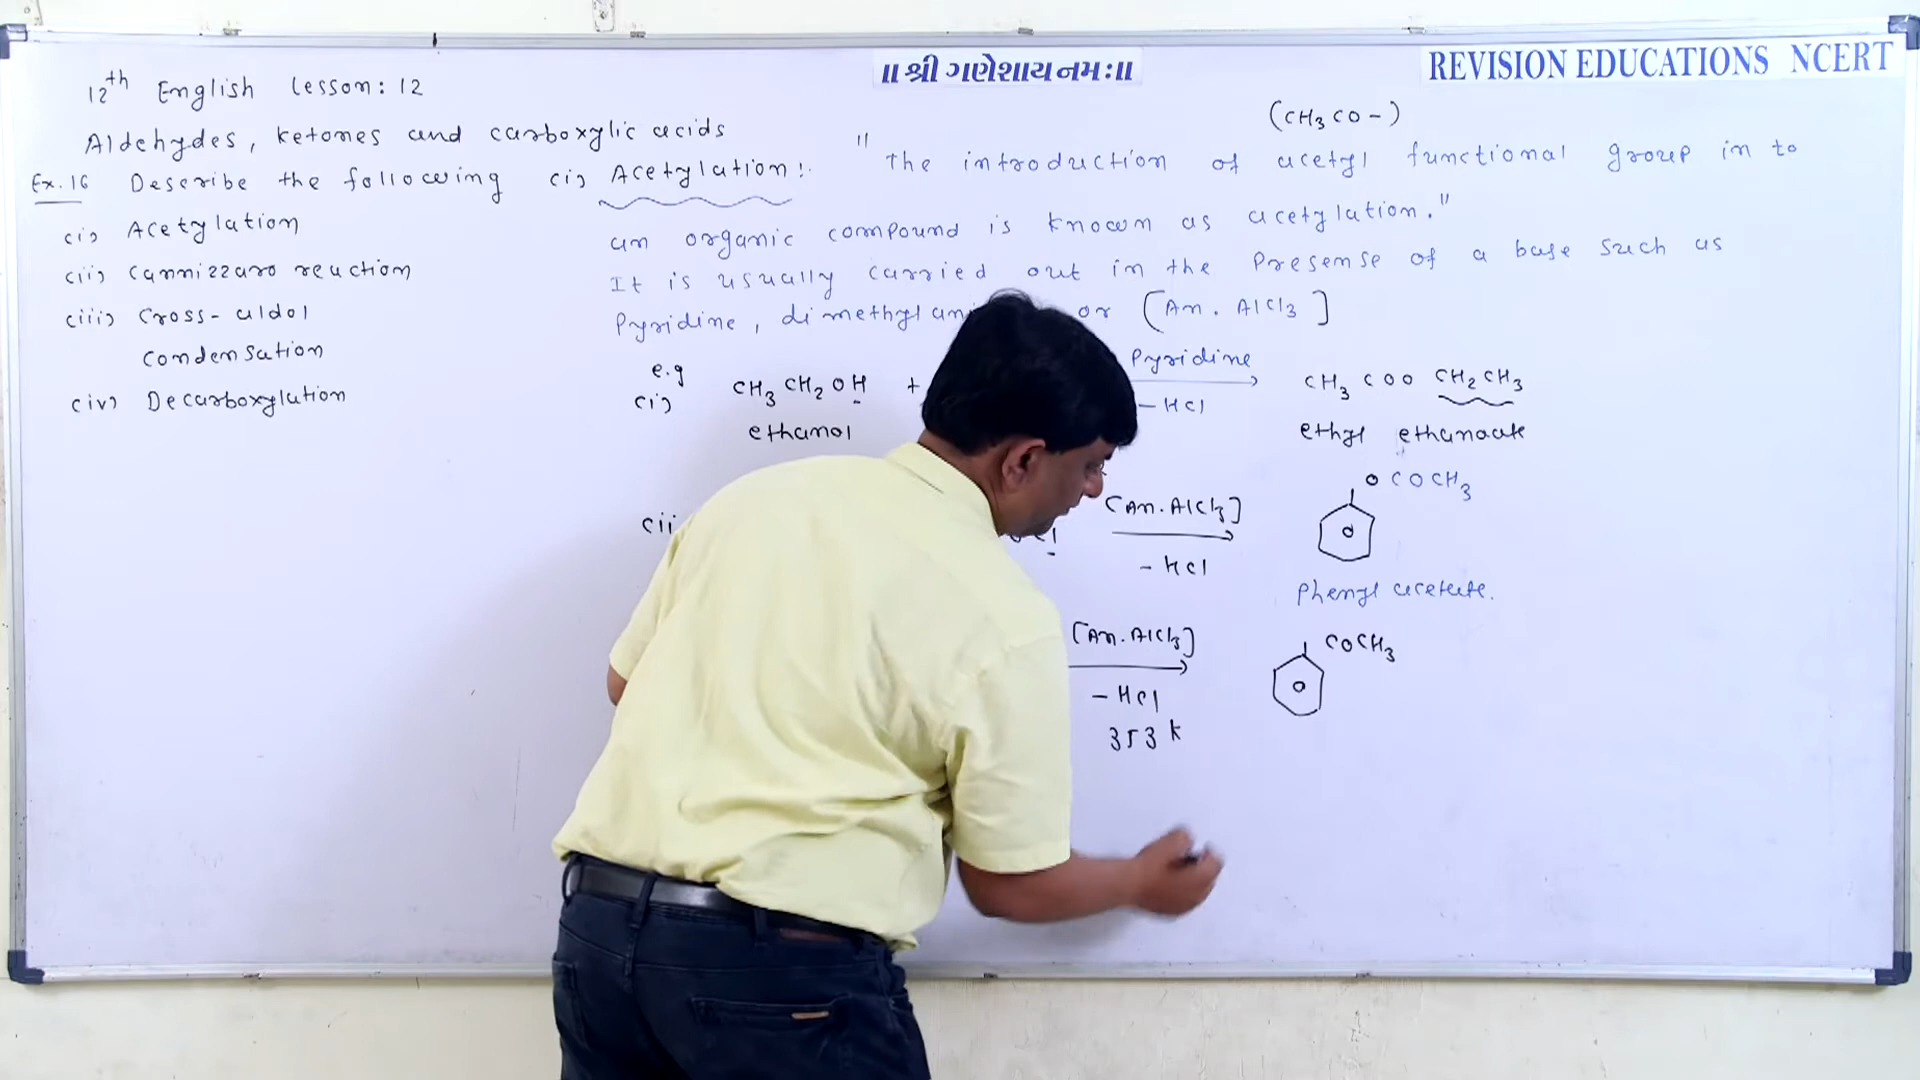 ॥ શ્રી ગણેશાય નમઃ॥
REVISION EDUCATIONS NCERT
12th English Lesson: 12
Aldehydes, ketones and carboxylic acids
Ex. 16 Describe the following
(i) Acetylation
(ii) Cannizzaro reaction
(iii) Cross-aldol
condensation
(iv) Decarboxylation
(CH3CO-)
(i) Acetylation: "The introduction of acetyl functional group in to
an organic compound is known as acetylation."
It is usually carried out in the presense of a base such as
Pyridine, dimethyl or [An. AlCl3]
e.g
(i) CH3CH2OH + Pyridine -HCl CH3COOCH2CH3
ethanol ethyl ethanoate
(ii [An. AlCl3] -HCl OCOCH3
Phenyl acetate.
[An. AlCl3] -HCl 353 K COCH3